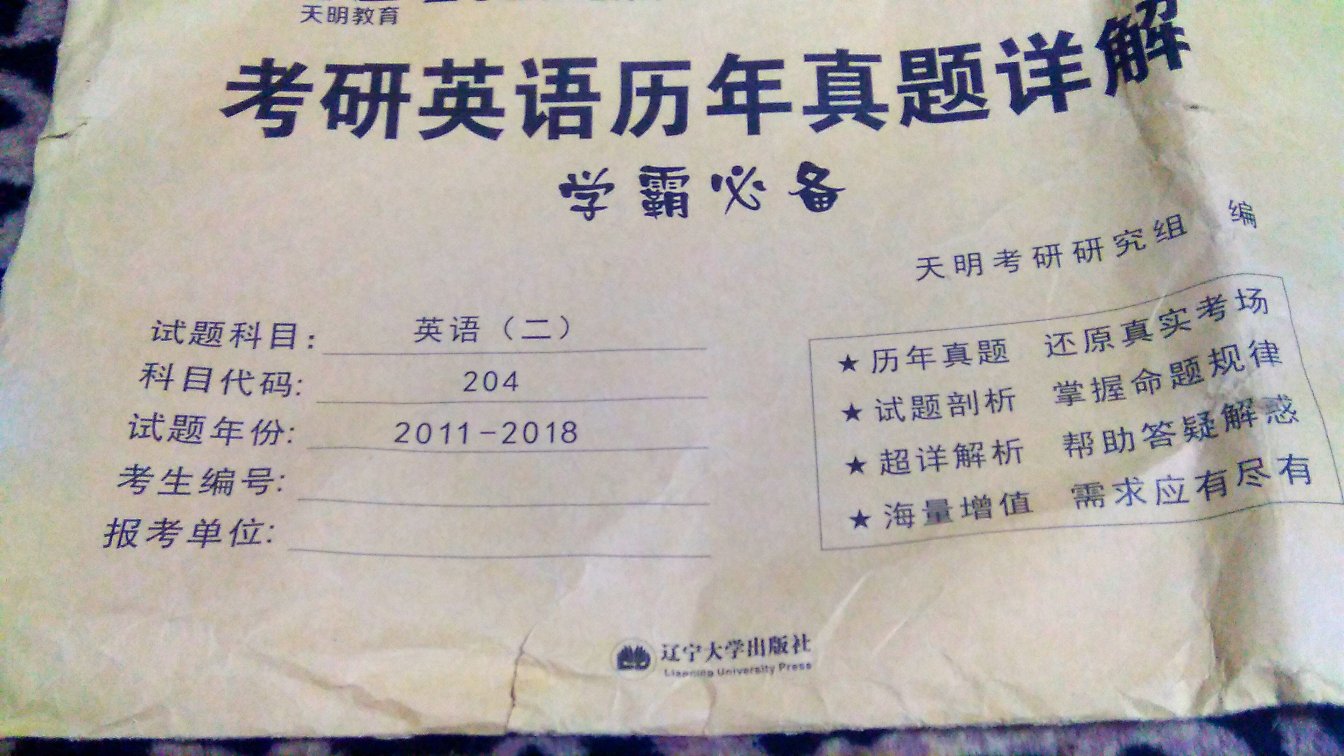 天明教育
考研英语历年真题详解
学霸必备
天明考研研究组 编
试题科目: 英语（二）
科目代码: 204
试题年份: 2011-2018
考生编号:
报考单位:
★历年真题 还原真实考场
★试题剖析 掌握命题规律
★超详解析 帮助答疑解惑
★海量增值 需求应有尽有
辽宁大学出版社
Liaoning University Press